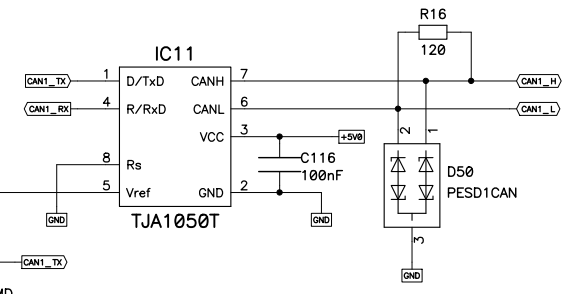 R16
120
IC11
CAN1_TX 1 D/TxD CANH 7 CAN1_H
CAN1_RX 4 R/RxD CANL 6 CAN1_L
VCC 3 +5V0
2 1
C116
100nF
8 Rs
5 Vref GND 2
D50
PESD1CAN
GND TJA1050T GND
3
CAN1_TX
GND